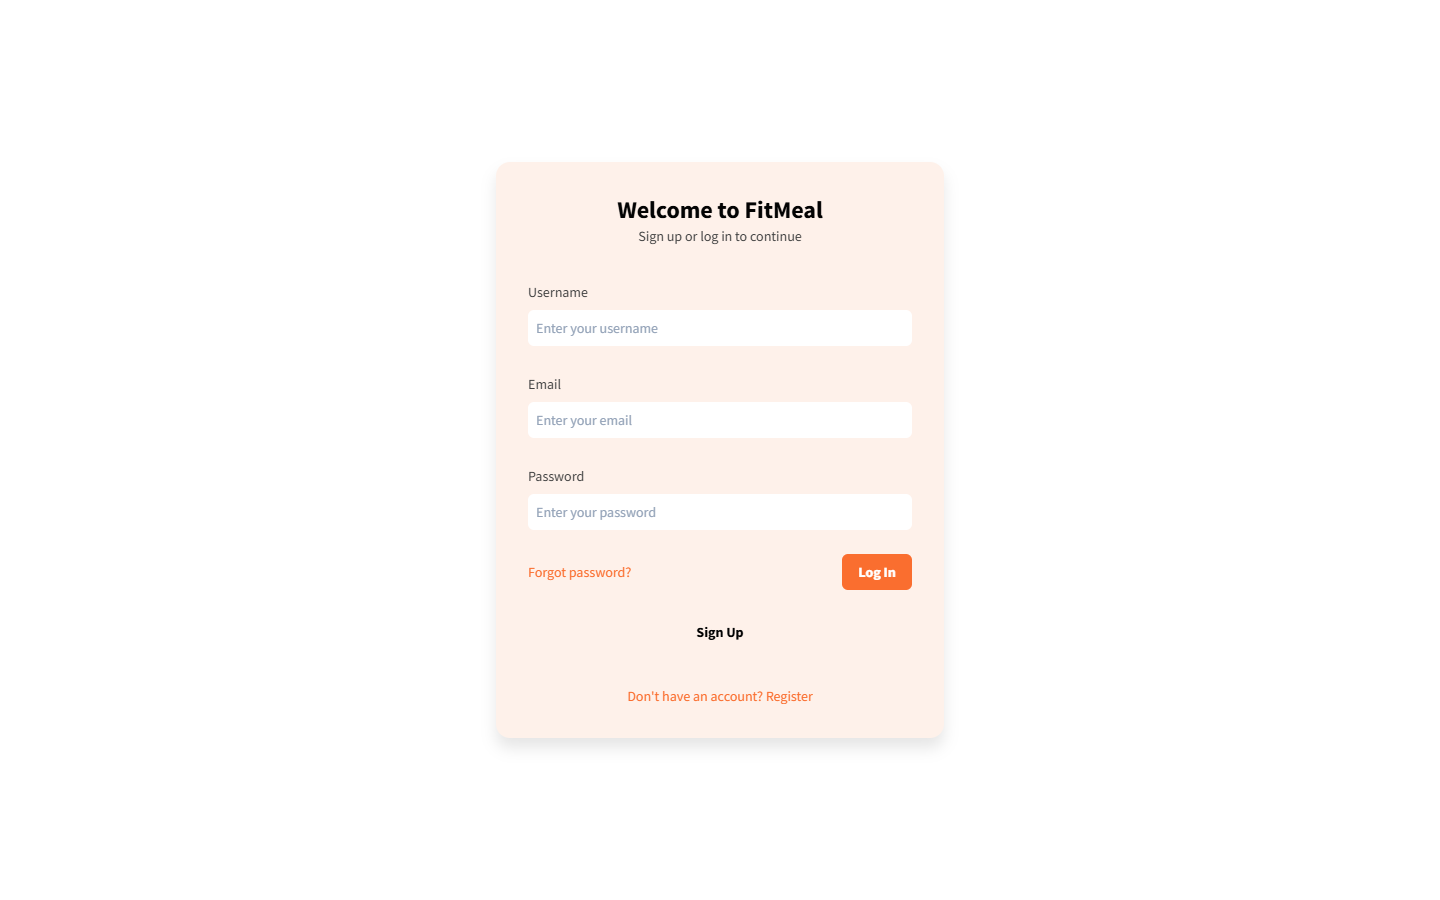 Welcome to FitMeal
Sign up or log in to continue
Username
Enter your username
Email
Enter your email
Password
Enter your password
Forgot password?
Log In
Sign Up
Don't have an account? Register